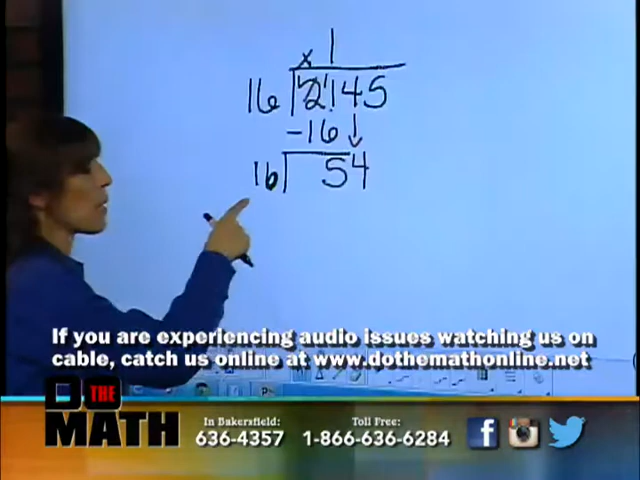 x 1
16 2145
-16
16 54
If you are experiencing audio issues watching us on
cable, catch us online at www.dothemathonline.net
DO THE
MATH
In Bakersfield:
636-4357
Toll Free:
1-866-636-6284